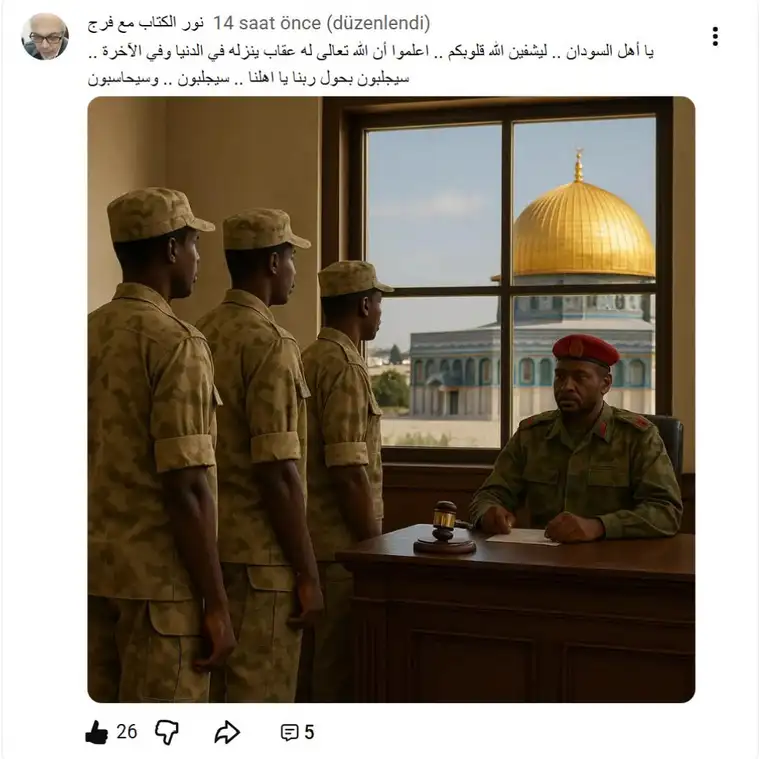 نور الكتاب مع فرج 14 saat önce (düzenlendi)
يا أهل السودان .. ليشفين الله قلوبكم .. اعلموا أن الله تعالى له عقاب ينزله في الدنيا وفي الآخرة ..
سيجلبون بحول ربنا يا اهلنا .. سيجلبون .. وسيحاسبون
26 5